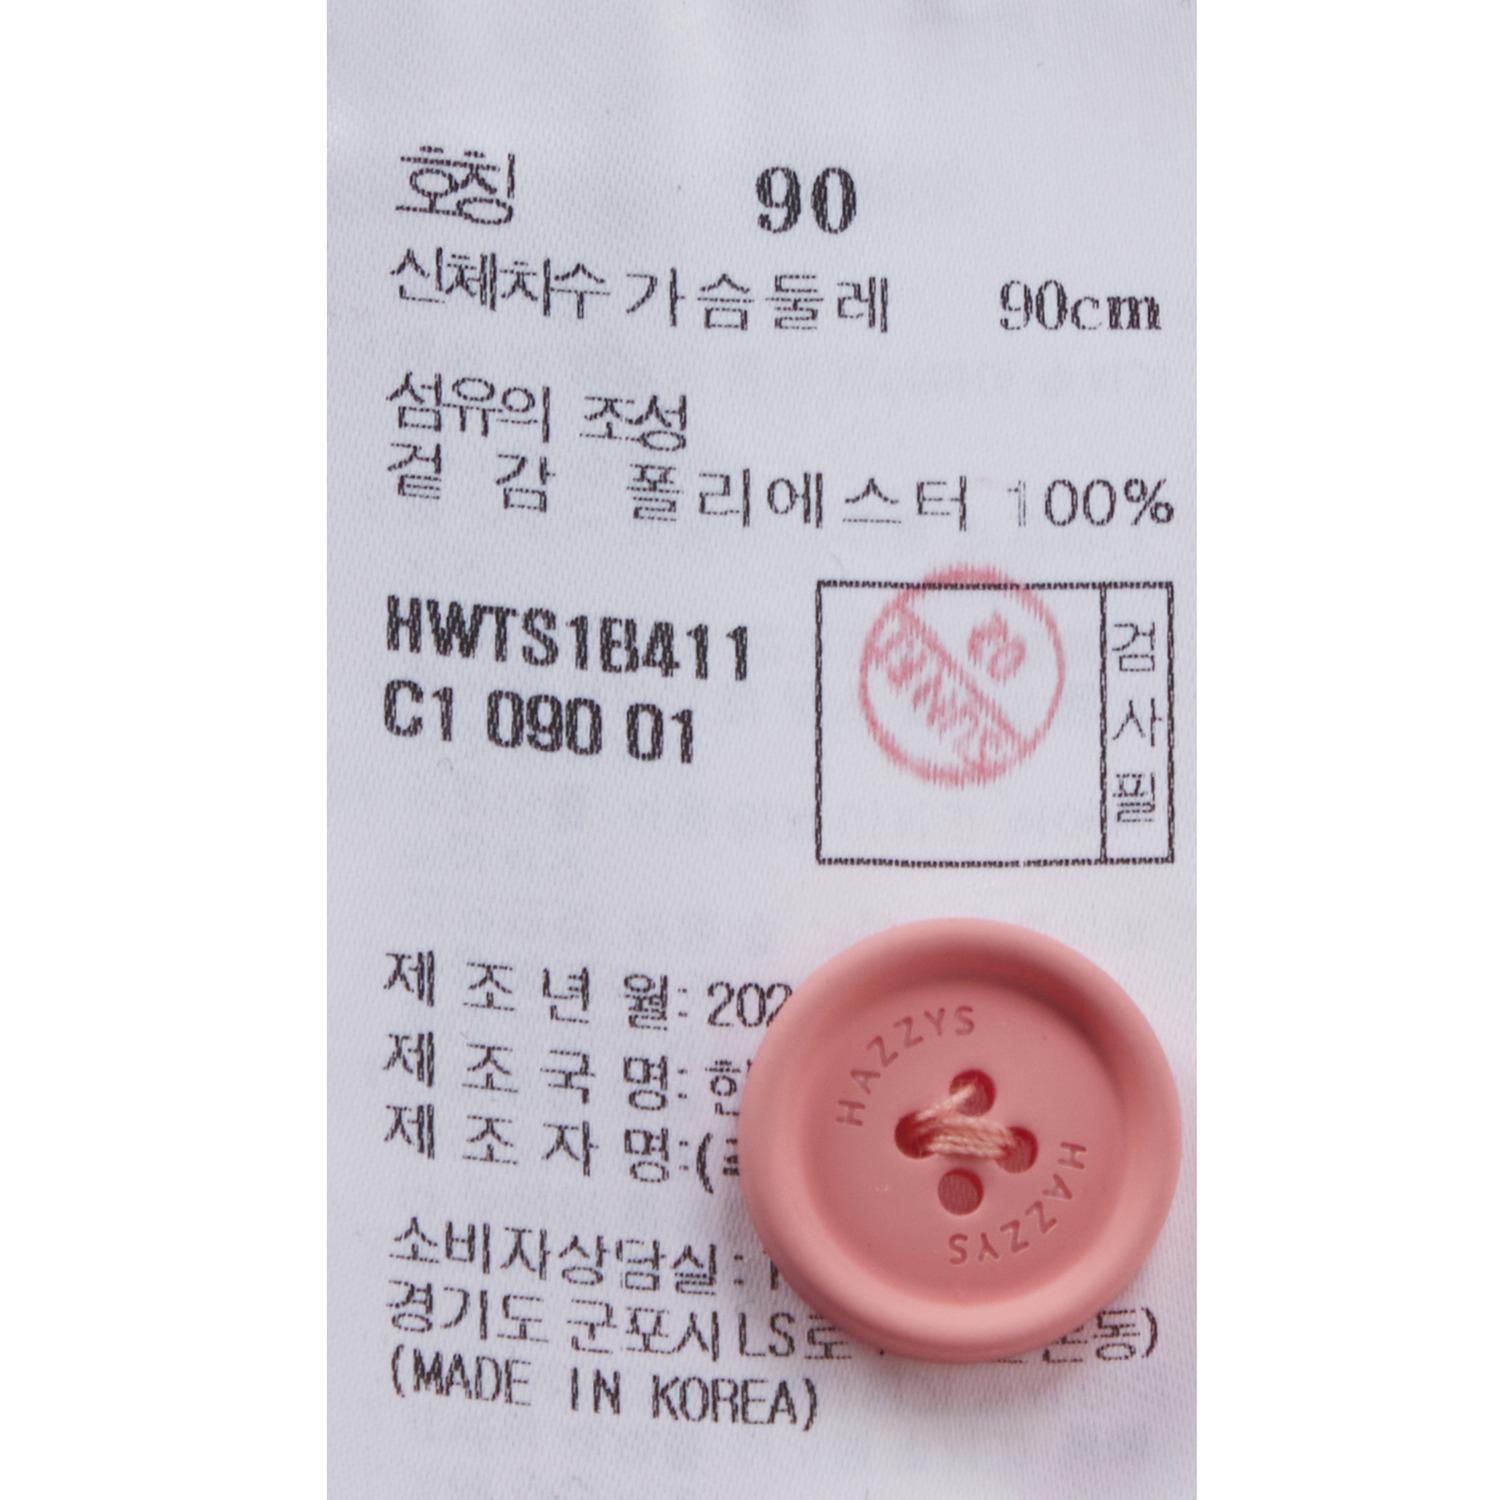 호칭 90
신체치수 가슴둘레 90cm
섬유의 조성
겉 감 폴리에스터 100%
HWTS1B411
C1 090 01
검
사
필
제조년월: 202
제조국명:
제조자명:(
소비자상담실:
경기도 군포시 LS로
(MADE IN KOREA)
HAZZYS
HAZZYS